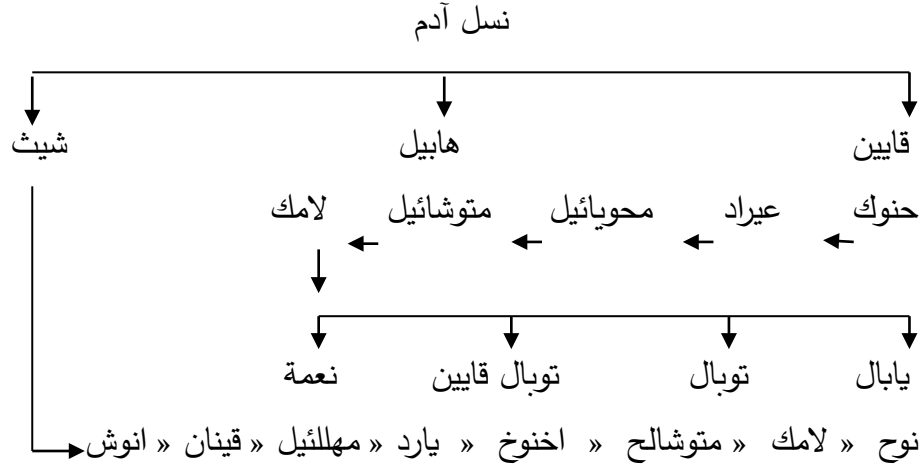 نسل آدم
قايين هابيل شيث
حنوك عيراد محويائيل متوشائيل لامك
يابال توبال توبال قايين نعمة
نوح » لامك » متوشالح » اخنوخ » يارد » مهللئيل » قينان » انوش